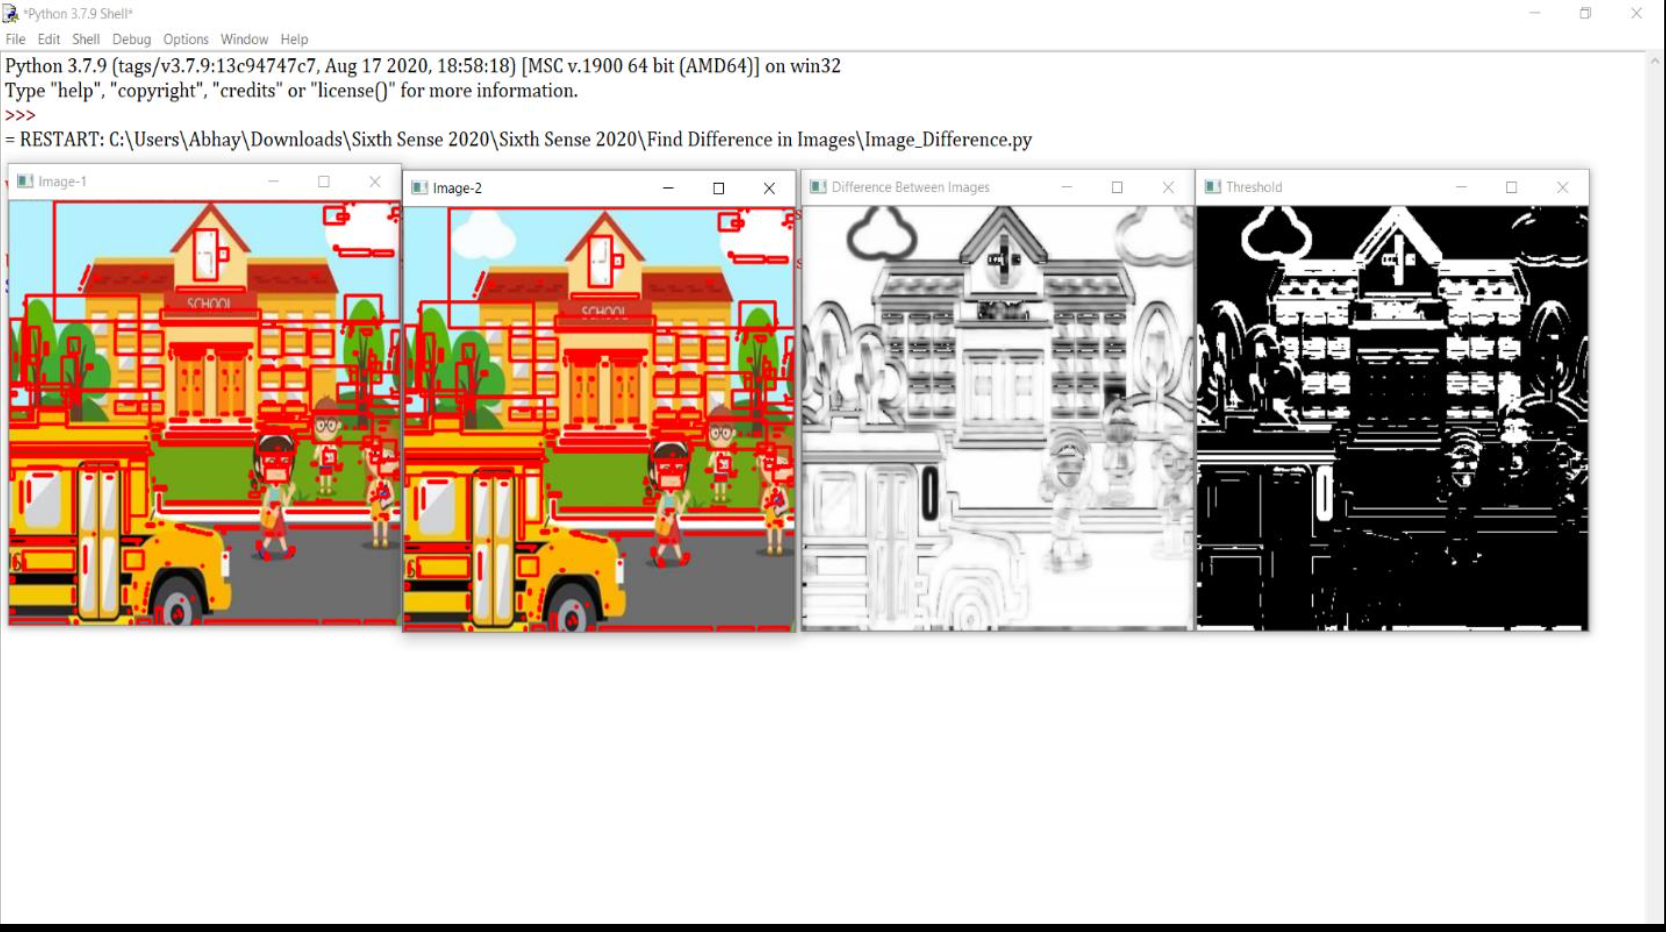 *Python 3.7.9 Shell*
File Edit Shell Debug Options Window Help
Python 3.7.9 (tags/v3.7.9:13c94747c7, Aug 17 2020, 18:58:18) [MSC v.1900 64 bit (AMD64)] on win32
Type "help", "copyright", "credits" or "license()" for more information.
>>>
= RESTART: C:\Users\Abhay\Downloads\Sixth Sense 2020\Sixth Sense 2020\Find Difference in Images\Image_Difference.py
Image-1
Image-2
Difference Between Images
Threshold
SCHOOL
SCHOOL